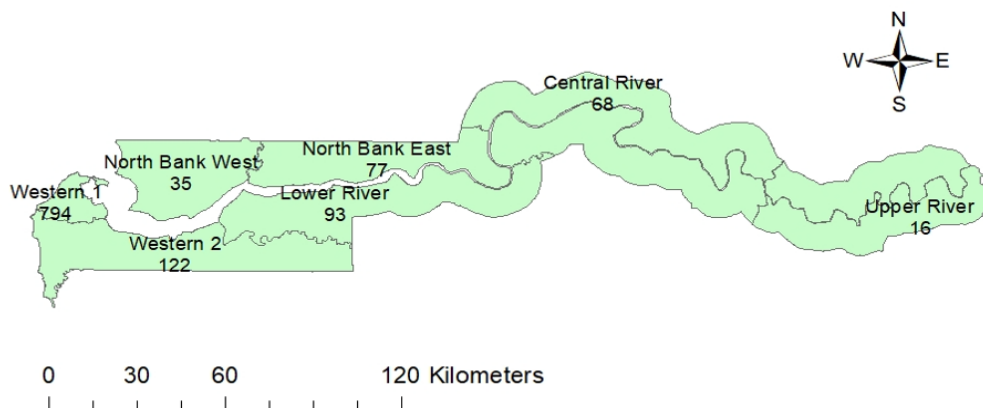 N
W E
S
Central River
68
North Bank East
77
North Bank West
35
Western 1
794
Lower River
93
Upper River
16
Western 2
122
0 30 60 120 Kilometers